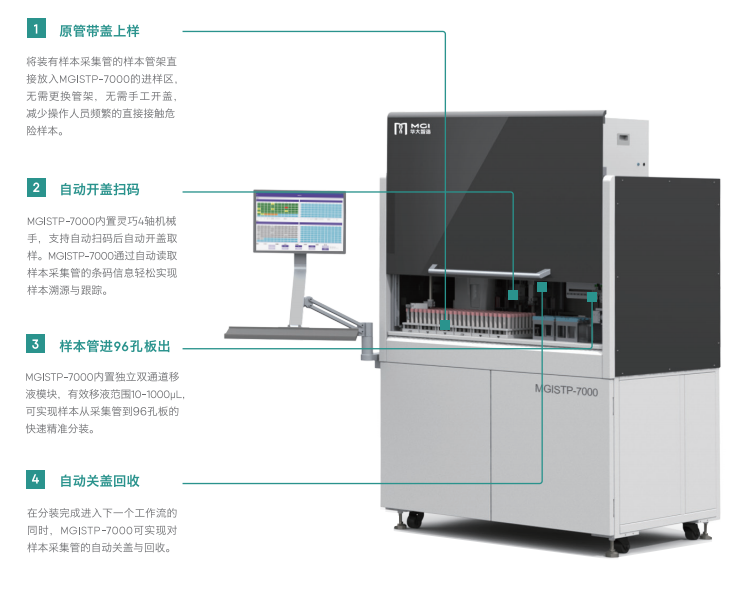 1 原管带盖上样
将装有样本采集管的样本管架直
接放入MGISTP-7000的进样区,
无需更换管架, 无需手工开盖,
减少操作人员频繁的直接接触危
险样本。
2 自动开盖扫码
MGISTP-7000内置灵巧4轴机械
手, 支持自动扫码后自动开盖取
样。MGISTP-7000通过自动读取
样本采集管的条码信息轻松实现
样本溯源与跟踪。
3 样本管进96孔板出
MGISTP-7000内置独立双通道移
液模块, 有效移液范围10-1000μL,
可实现样本从采集管到96孔板的
快速精准分装。
4 自动关盖回收
在分装完成进入下一个工作流的
同时, MGISTP-7000可实现对
样本采集管的自动关盖与回收。
MGI
华大智造
MGISTP-7000